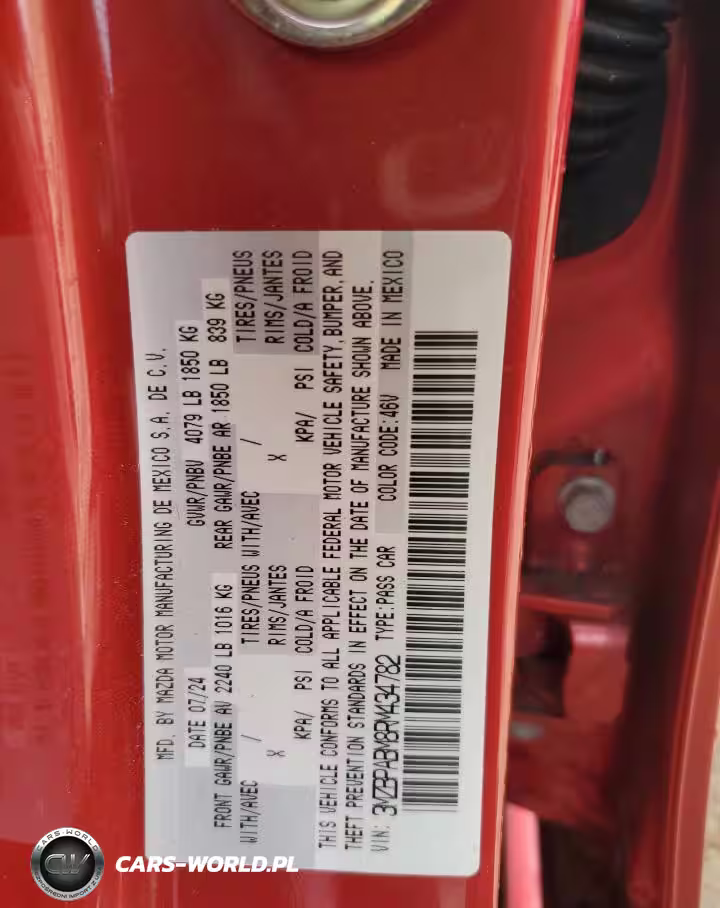 MFD. BY MAZDA MOTOR MANUFACTURING DE MEXICO S.A. DE C.V.
DATE 07/24 GVWR/PNBV 4079 LB 1850 KG
FRONT GAWR/PNBE AV 2240 LB 1016 KG REAR GAWR/PNBE AR 1850 LB 839 KG
WITH/AVEC / TIRES/PNEUS WITH/AVEC / TIRES/PNEUS
X RIMS/JANTES X RIMS/JANTES
KPA/ PSI COLD/A FROID KPA/ PSI COLD/A FROID
THIS VEHICLE CONFORMS TO ALL APPLICABLE FEDERAL MOTOR VEHICLE SAFETY, BUMPER, AND
THEFT PREVENTION STANDARDS IN EFFECT ON THE DATE OF MANUFACTURE SHOWN ABOVE.
VIN: 3MZBPABM8RM434782 TYPE:PASS CAR COLOR CODE:46V MADE IN MEXICO
CARS-WORLD
CW
CARS-WORLD.PL